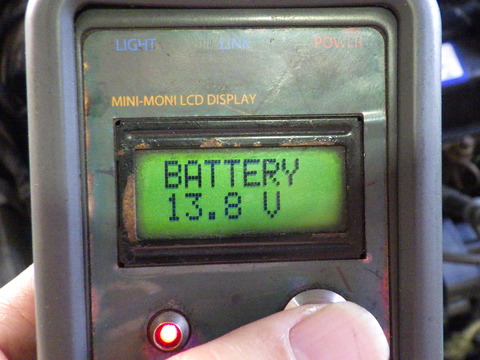 LIGHT LINK POWER
MINI-MONI LCD DISPLAY
BATTERY
13.8 V